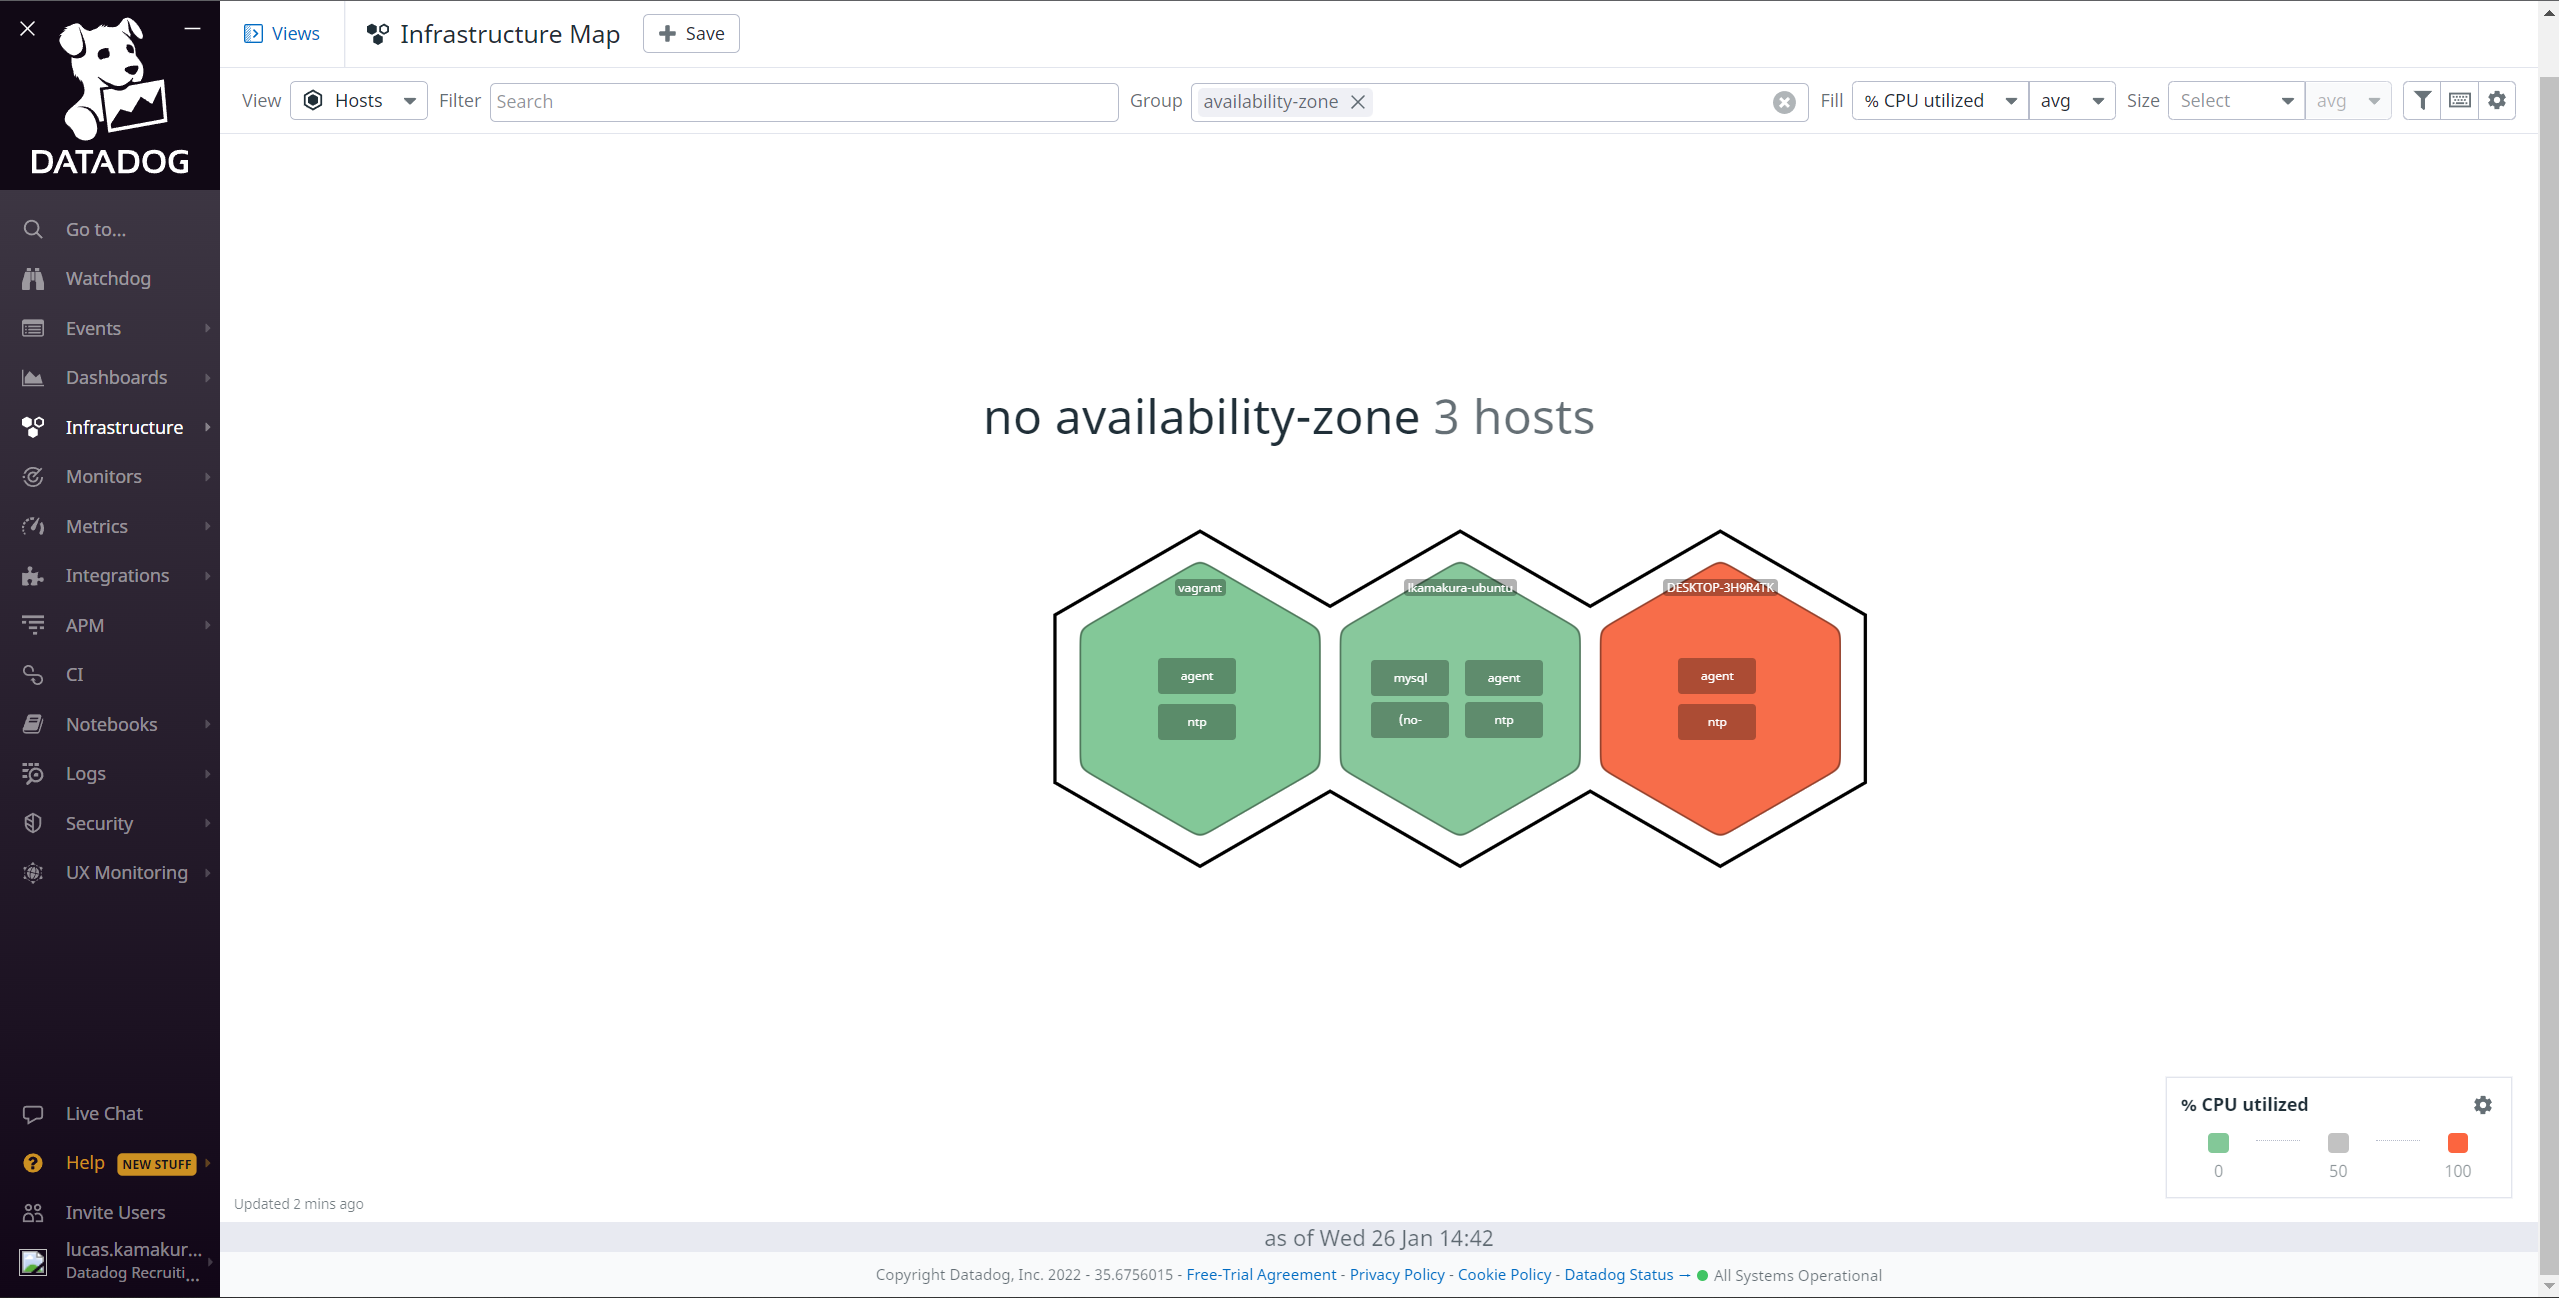 DATADOG
Go to...
Watchdog
Events
Dashboards
Infrastructure
Monitors
Metrics
Integrations
APM
CI
Notebooks
Logs
Security
UX Monitoring
Live Chat
Help NEW STUFF
Invite Users
lucas.kamakur...
Datadog Recruiti...
Views
Infrastructure Map
Save
View Hosts Filter Search Group availability-zone Fill % CPU utilized avg Size Select avg
no availability-zone 3 hosts
vagrant
agent
ntp
lkamakura-ubuntu
mysql agent
(no- ntp
DESKTOP-3H9R4TK
agent
ntp
% CPU utilized
0 50 100
Updated 2 mins ago
as of Wed 26 Jan 14:42
Copyright Datadog, Inc. 2022 - 35.6756015 - Free-Trial Agreement - Privacy Policy - Cookie Policy - Datadog Status → All Systems Operational